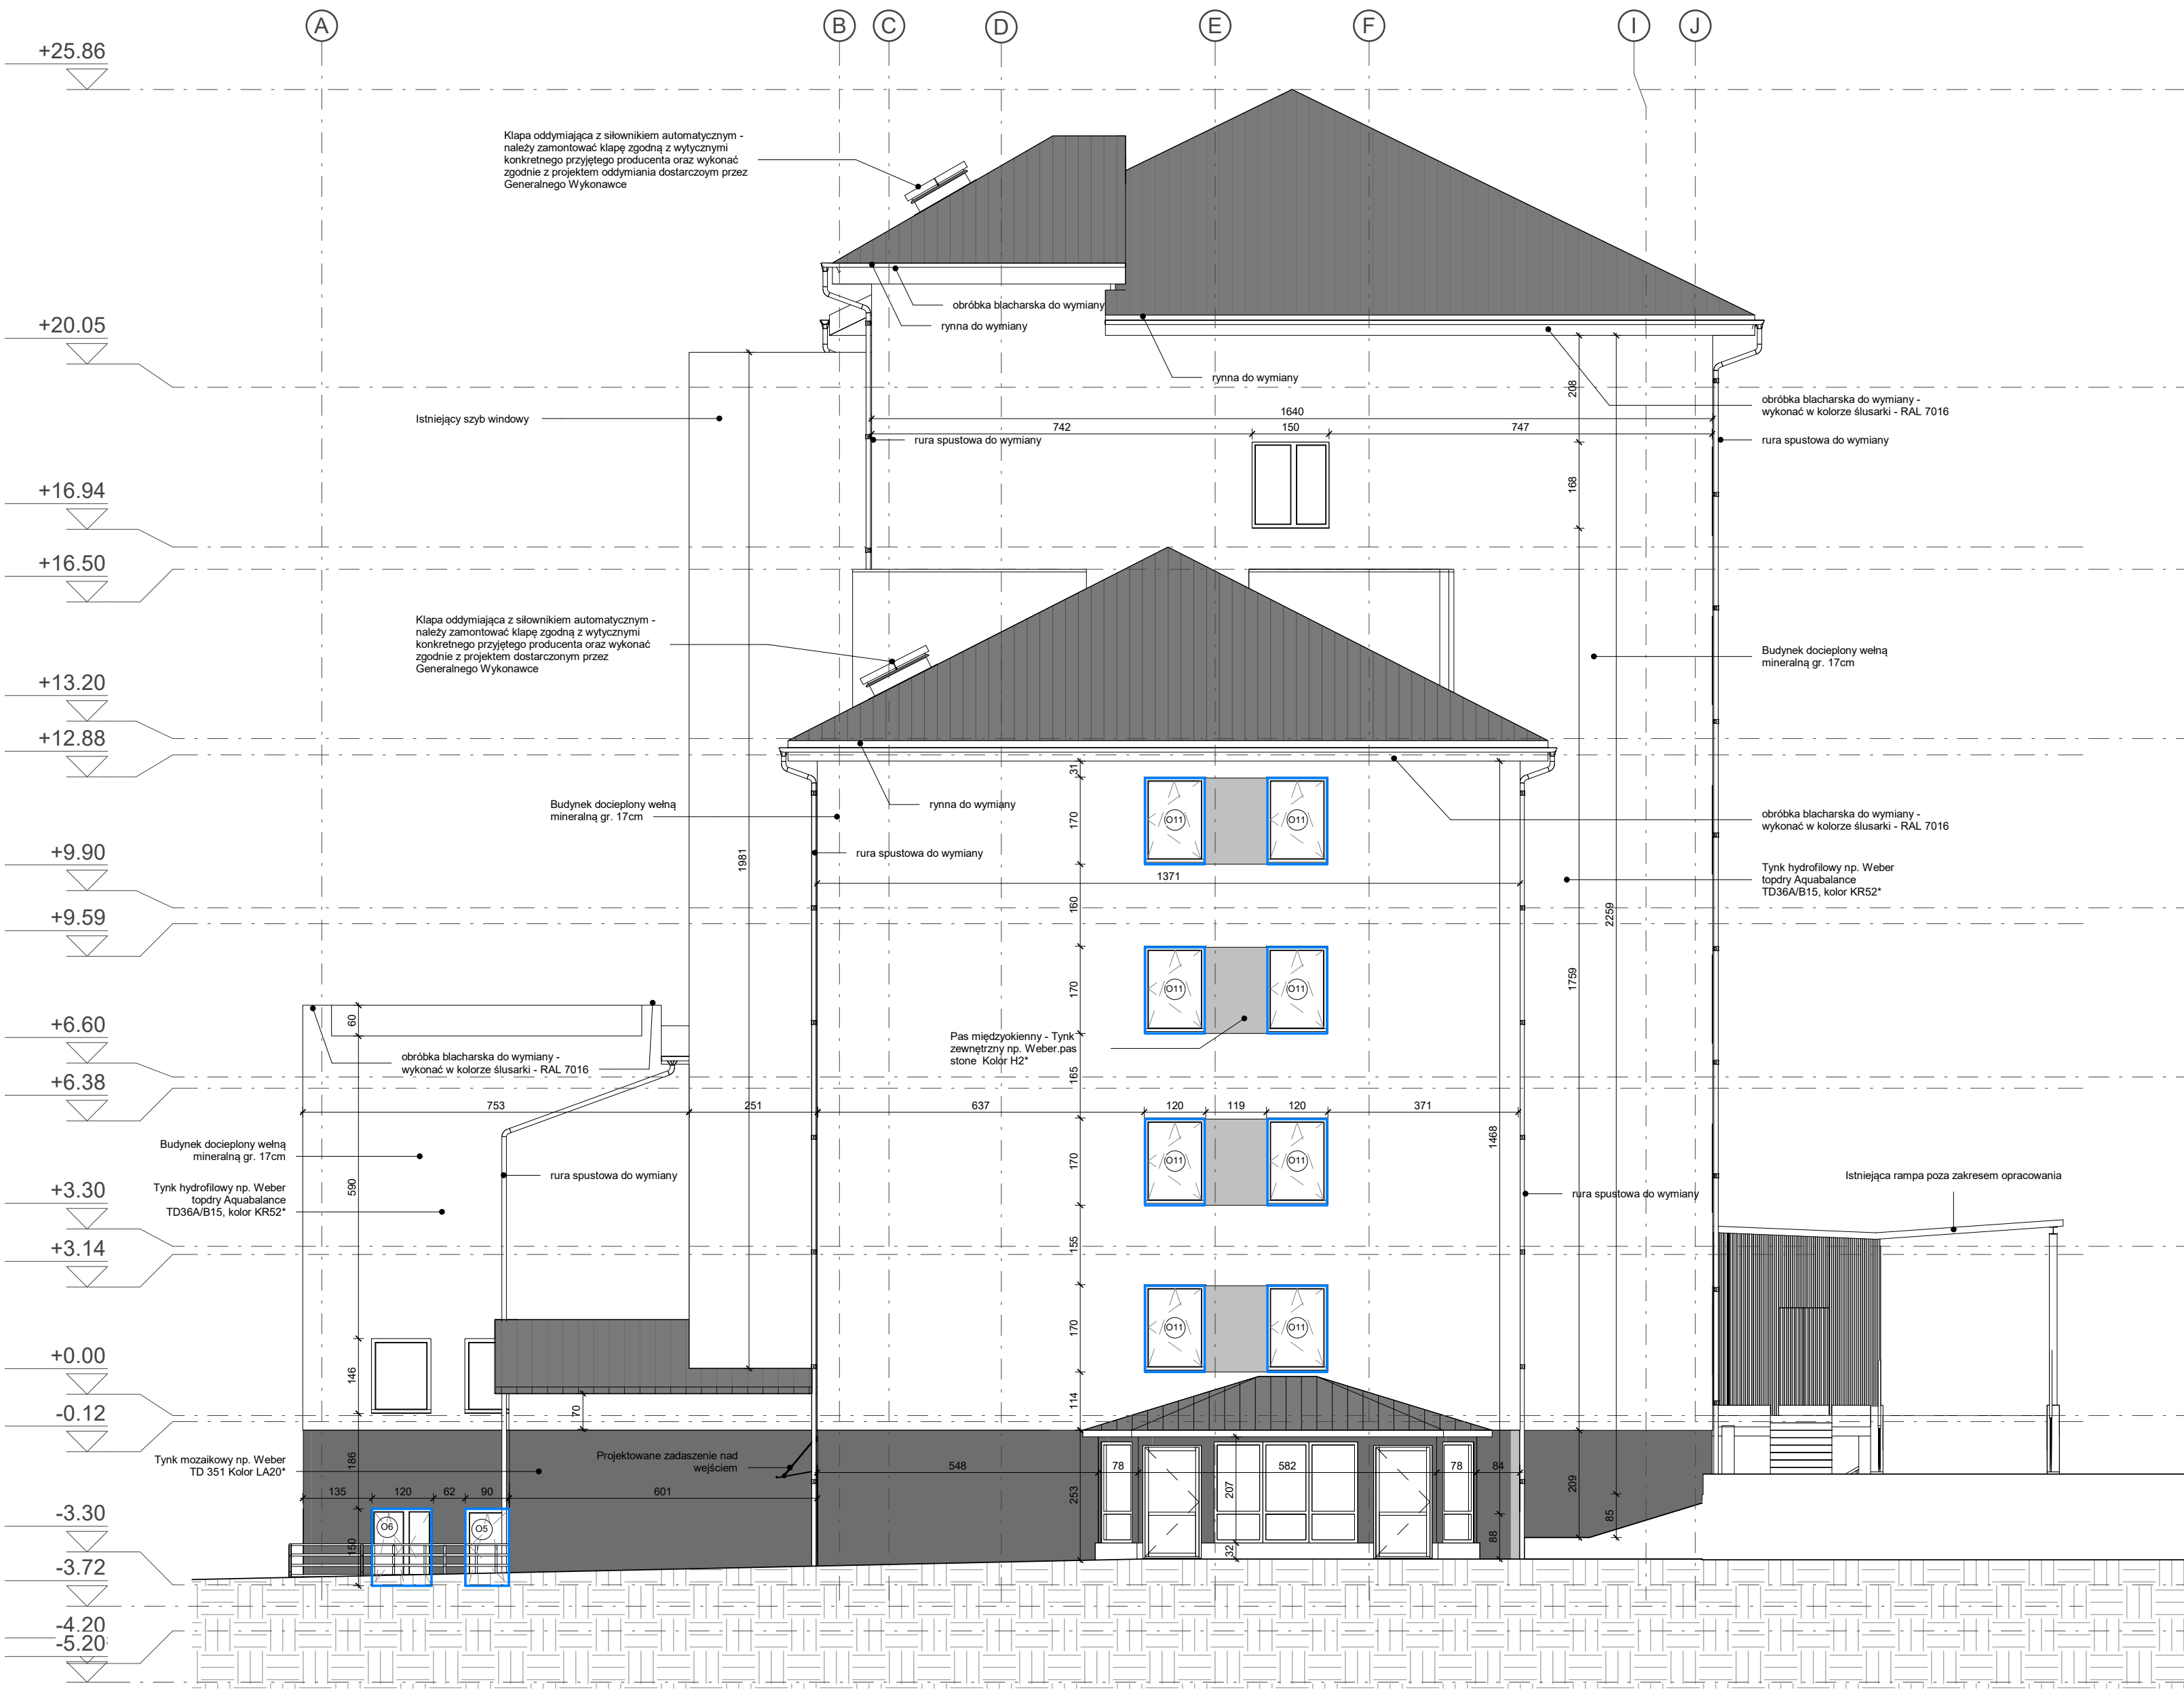 A
B
C
D
E
F
I
J
+25.86
Klapa oddymiająca z siłownikiem automatycznym -
należy zamontować klapę zgodną z wytycznymi
konkretnego przyjętego producenta oraz wykonać
zgodnie z projektem oddymiania dostarczoym przez
Generalnego Wykonawce
obróbka blacharska do wymiany
rynna do wymiany
+20.05
rynna do wymiany
208
obróbka blacharska do wymiany -
wykonać w kolorze ślusarki - RAL 7016
Istniejący szyb windowy
1640
742
150
747
rura spustowa do wymiany
rura spustowa do wymiany
+16.94
168
+16.50
Klapa oddymiająca z siłownikiem automatycznym -
należy zamontować klapę zgodną z wytycznymi
konkretnego przyjętego producenta oraz wykonać
zgodnie z projektem dostarczonym przez
Generalnego Wykonawce
Budynek docieplony wełną
mineralną gr. 17cm
+13.20
+12.88
31
Budynek docieplony wełną
mineralną gr. 17cm
rynna do wymiany
170
O11
O11
obróbka blacharska do wymiany -
wykonać w kolorze ślusarki - RAL 7016
+9.90
1981
rura spustowa do wymiany
1371
Tynk hydrofilowy np. Weber
topdry Aquabalance
TD36A/B15, kolor KR52*
+9.59
160
2259
170
O11
O11
1759
+6.60
60
Pas międzyokienny - Tynk
zewnętrzny np. Weber.pas
stone Kolor H2*
obróbka blacharska do wymiany -
wykonać w kolorze ślusarki - RAL 7016
165
+6.38
753
251
637
120
119
120
371
1468
Budynek docieplony wełną
mineralną gr. 17cm
170
O11
O11
rura spustowa do wymiany
Istniejąca rampa poza zakresem opracowania
+3.30
Tynk hydrofilowy np. Weber
topdry Aquabalance
TD36A/B15, kolor KR52*
590
rura spustowa do wymiany
+3.14
155
170
O11
O11
+0.00
146
-0.12
70
114
Tynk mozaikowy np. Weber
TD 351 Kolor LA20*
186
Projektowane zadaszenie nad
wejściem
548
78
582
78
84
135
120
62
90
601
253
207
209
85
-3.30
O6
O5
150
88
32
-3.72
-4.20
-5.20